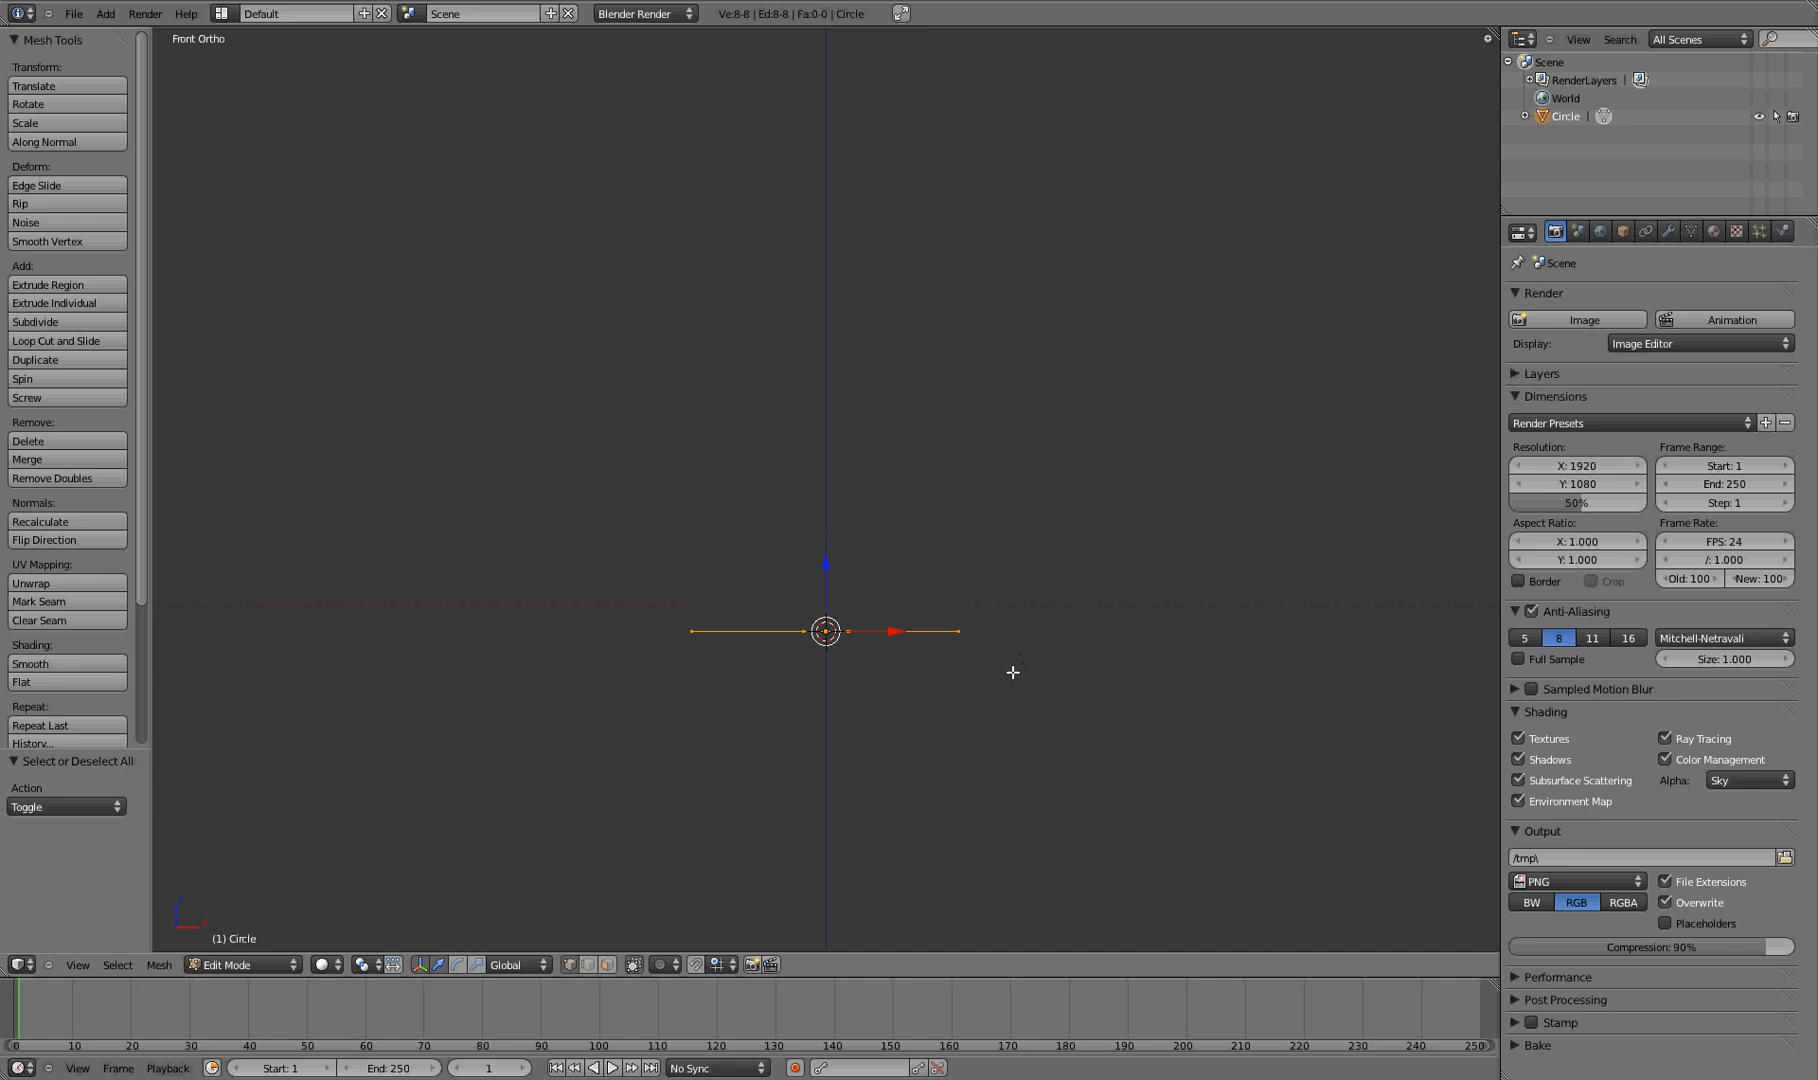 File Add Render Help Default Scene Blender Render Ve:8-8 | Ed:8-8 | Fa:0-0 | Circle
Mesh Tools
Transform:
Translate
Rotate
Scale
Along Normal
Deform:
Edge Slide
Rip
Noise
Smooth Vertex
Add:
Extrude Region
Extrude Individual
Subdivide
Loop Cut and Slide
Duplicate
Spin
Screw
Remove:
Delete
Merge
Remove Doubles
Normals:
Recalculate
Flip Direction
UV Mapping:
Unwrap
Mark Seam
Clear Seam
Shading:
Smooth
Flat
Repeat:
Repeat Last
History...
Select or Deselect All
Action
Toggle
Front Ortho
(1) Circle
View Select Mesh Edit Mode Global
0 10 20 30 40 50 60 70 80 90 100 110 120 130 140 150 160 170 180 190 200 210 220 230 240 250
View Frame Playback Start: 1 End: 250 1 No Sync
View Search All Scenes
Scene
RenderLayers |
World
Circle |
Scene
Render
Image Animation
Display: Image Editor
Layers
Dimensions
Render Presets
Resolution: Frame Range:
X: 1920 Start: 1
Y: 1080 End: 250
50% Step: 1
Aspect Ratio: Frame Rate:
X: 1.000 FPS: 24
Y: 1.000 /: 1.000
Border Crop Old: 100 New: 100
Anti-Aliasing
5 8 11 16 Mitchell-Netravali
Full Sample Size: 1.000
Sampled Motion Blur
Shading
Textures Ray Tracing
Shadows Color Management
Subsurface Scattering Alpha: Sky
Environment Map
Output
/tmp\
PNG File Extensions
BW RGB RGBA Overwrite
Placeholders
Compression: 90%
Performance
Post Processing
Stamp
Bake